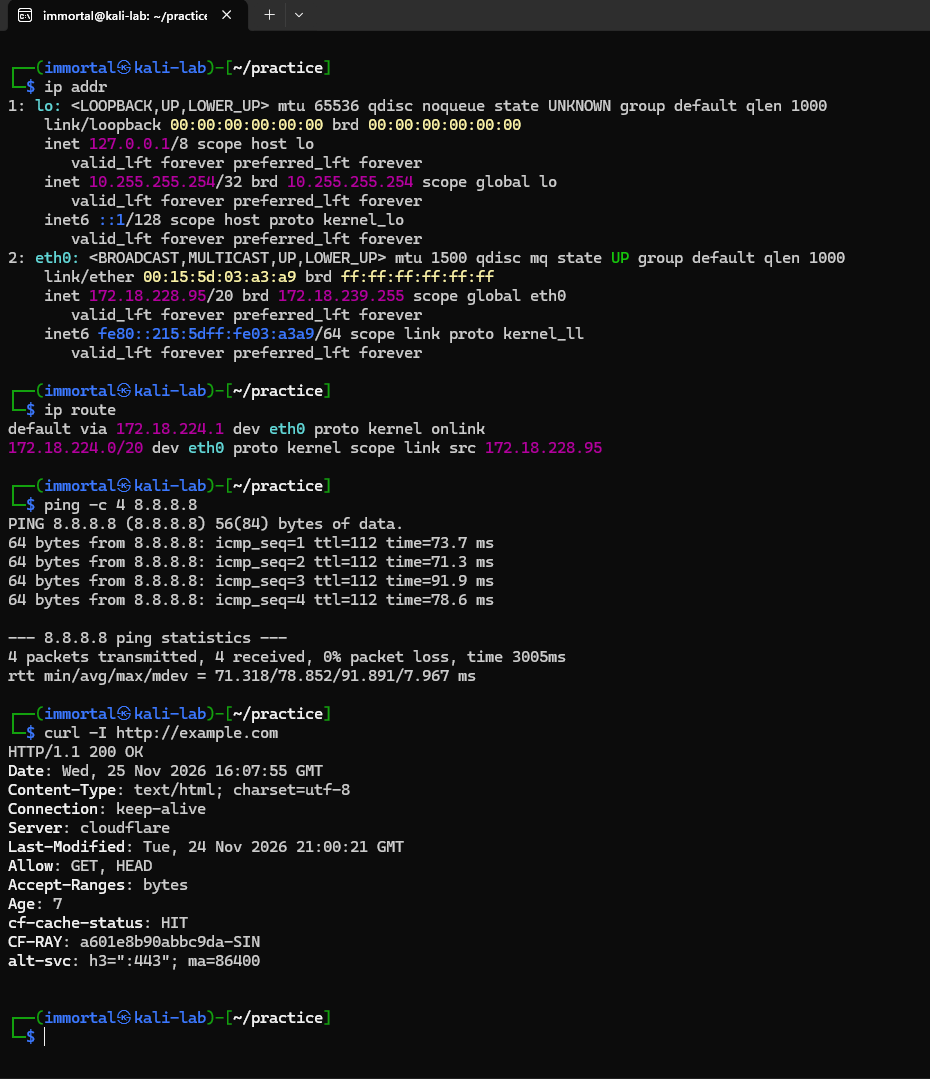 immortal@kali-lab: ~/practice
┌──(immortal㉿kali-lab)-[~/practice]
└─$ ip addr
1: lo: <LOOPBACK,UP,LOWER_UP> mtu 65536 qdisc noqueue state UNKNOWN group default qlen 1000
    link/loopback 00:00:00:00:00:00 brd 00:00:00:00:00:00
    inet 127.0.0.1/8 scope host lo
       valid_lft forever preferred_lft forever
    inet 10.255.255.254/32 brd 10.255.255.254 scope global lo
       valid_lft forever preferred_lft forever
    inet6 ::1/128 scope host proto kernel_lo
       valid_lft forever preferred_lft forever
2: eth0: <BROADCAST,MULTICAST,UP,LOWER_UP> mtu 1500 qdisc mq state UP group default qlen 1000
    link/ether 00:15:5d:03:a3:a9 brd ff:ff:ff:ff:ff:ff
    inet 172.18.228.95/20 brd 172.18.239.255 scope global eth0
       valid_lft forever preferred_lft forever
    inet6 fe80::215:5dff:fe03:a3a9/64 scope link proto kernel_ll
       valid_lft forever preferred_lft forever
┌──(immortal㉿kali-lab)-[~/practice]
└─$ ip route
default via 172.18.224.1 dev eth0 proto kernel onlink
172.18.224.0/20 dev eth0 proto kernel scope link src 172.18.228.95
┌──(immortal㉿kali-lab)-[~/practice]
└─$ ping -c 4 8.8.8.8
PING 8.8.8.8 (8.8.8.8) 56(84) bytes of data.
64 bytes from 8.8.8.8: icmp_seq=1 ttl=112 time=73.7 ms
64 bytes from 8.8.8.8: icmp_seq=2 ttl=112 time=71.3 ms
64 bytes from 8.8.8.8: icmp_seq=3 ttl=112 time=91.9 ms
64 bytes from 8.8.8.8: icmp_seq=4 ttl=112 time=78.6 ms
--- 8.8.8.8 ping statistics ---
4 packets transmitted, 4 received, 0% packet loss, time 3005ms
rtt min/avg/max/mdev = 71.318/78.852/91.891/7.967 ms
┌──(immortal㉿kali-lab)-[~/practice]
└─$ curl -I http://example.com
HTTP/1.1 200 OK
Date: Wed, 25 Nov 2026 16:07:55 GMT
Content-Type: text/html; charset=utf-8
Connection: keep-alive
Server: cloudflare
Last-Modified: Tue, 24 Nov 2026 21:00:21 GMT
Allow: GET, HEAD
Accept-Ranges: bytes
Age: 7
cf-cache-status: HIT
CF-RAY: a601e8b90abbc9da-SIN
alt-svc: h3=":443"; ma=86400
┌──(immortal㉿kali-lab)-[~/practice]
└─$